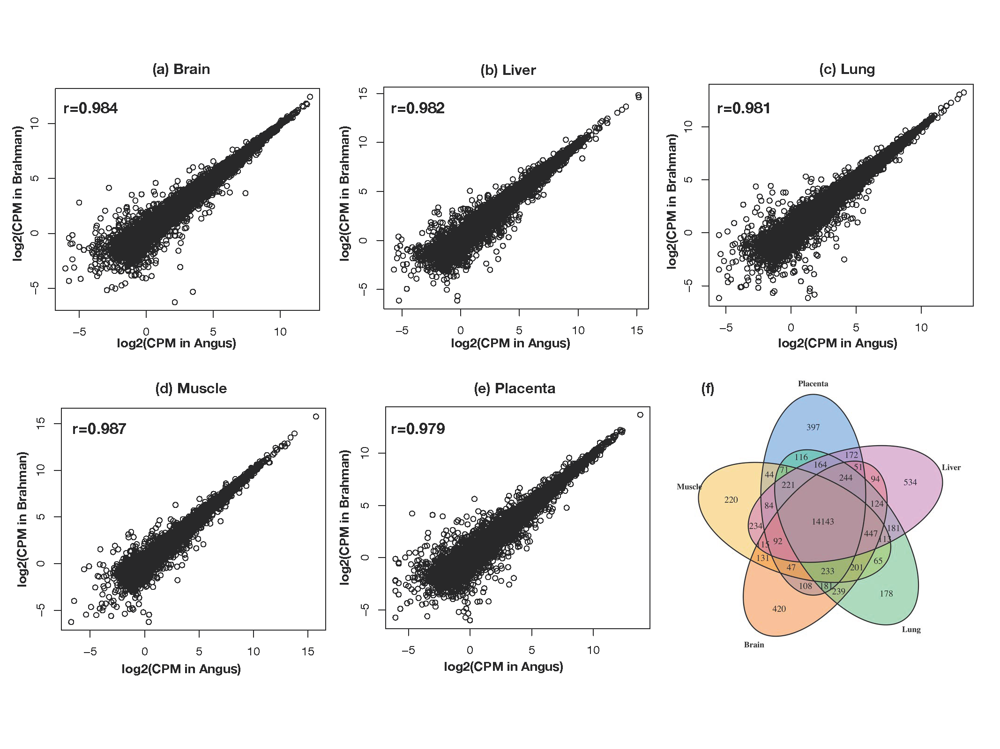 (a) Brain
r=0.984
log2(CPM in Brahman)
10
5
0
−5
−5 0 5 10
log2(CPM in Angus)
(b) Liver
r=0.982
log2(CPM in Brahman)
15
10
5
0
−5
−5 0 5 10 15
log2(CPM in Angus)
(c) Lung
r=0.981
log2(CPM in Brahman)
10
5
0
−5
−5 0 5 10
log2(CPM in Angus)
(d) Muscle
r=0.987
log2(CPM in Brahman)
15
10
5
0
−5
−5 0 5 10 15
log2(CPM in Angus)
(e) Placenta
r=0.979
log2(CPM in Brahman)
10
5
0
−5
−5 0 5 10
log2(CPM in Angus)
(f)
Placenta
397
116 172
164
Liver
44 71 51
221 244 94 534
Muscle
220
84 124
14143
234 447 181
115 92 113
131 65
47 233 201
108 181
239 178
420
Lung
Brain